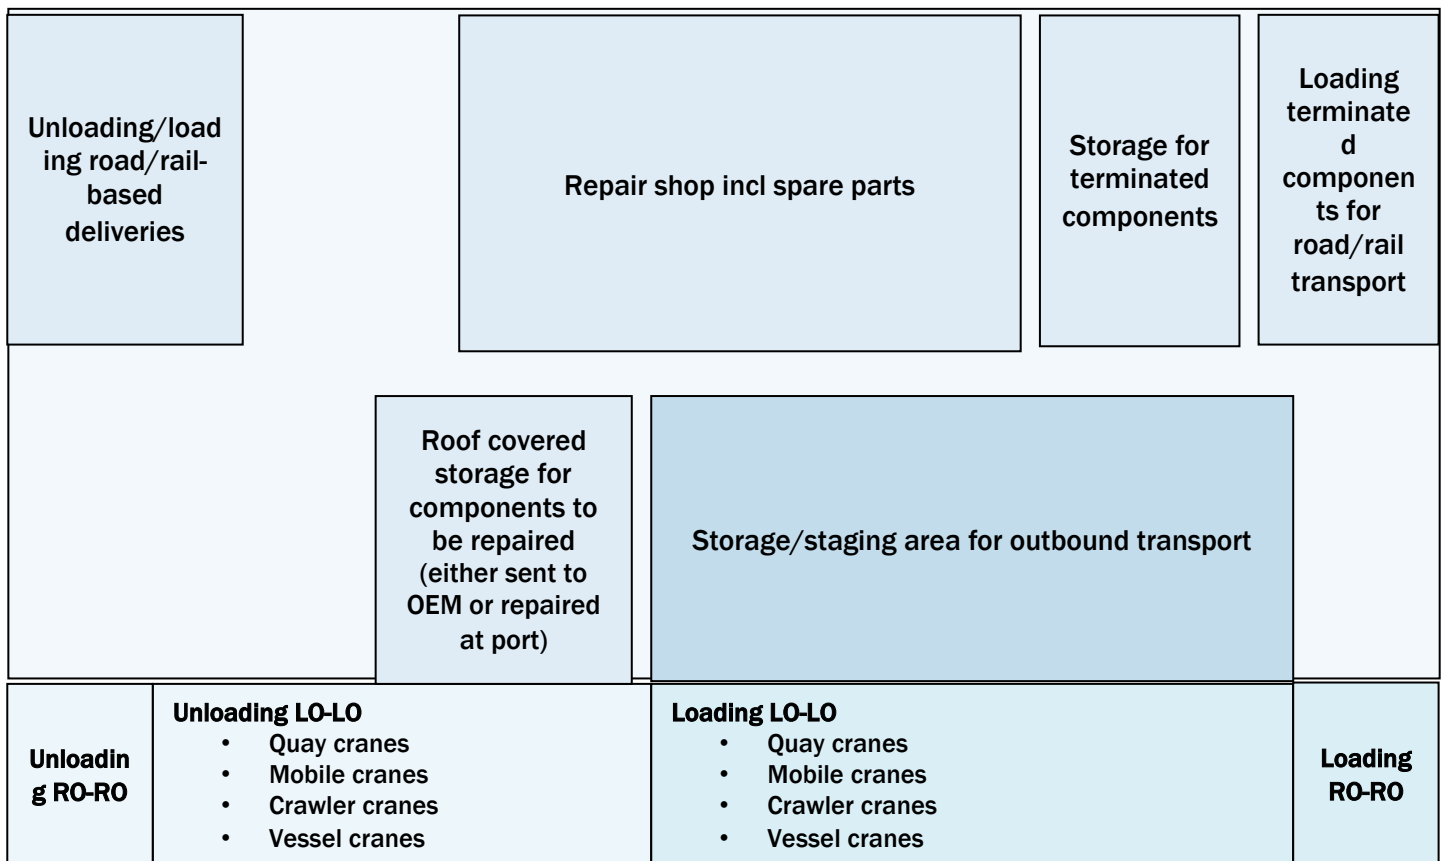 Unloading/load
ing road/rail-
based
deliveries
Repair shop incl spare parts
Storage for
terminated
components
Loading
terminate
d
componen
ts for
road/rail
transport
Roof covered
storage for
components to
be repaired
(either sent to
OEM or repaired
at port)
Storage/staging area for outbound transport
Unloadin
g RO-RO
Unloading LO-LO
• Quay cranes
• Mobile cranes
• Crawler cranes
• Vessel cranes
Loading LO-LO
• Quay cranes
• Mobile cranes
• Crawler cranes
• Vessel cranes
Loading
RO-RO